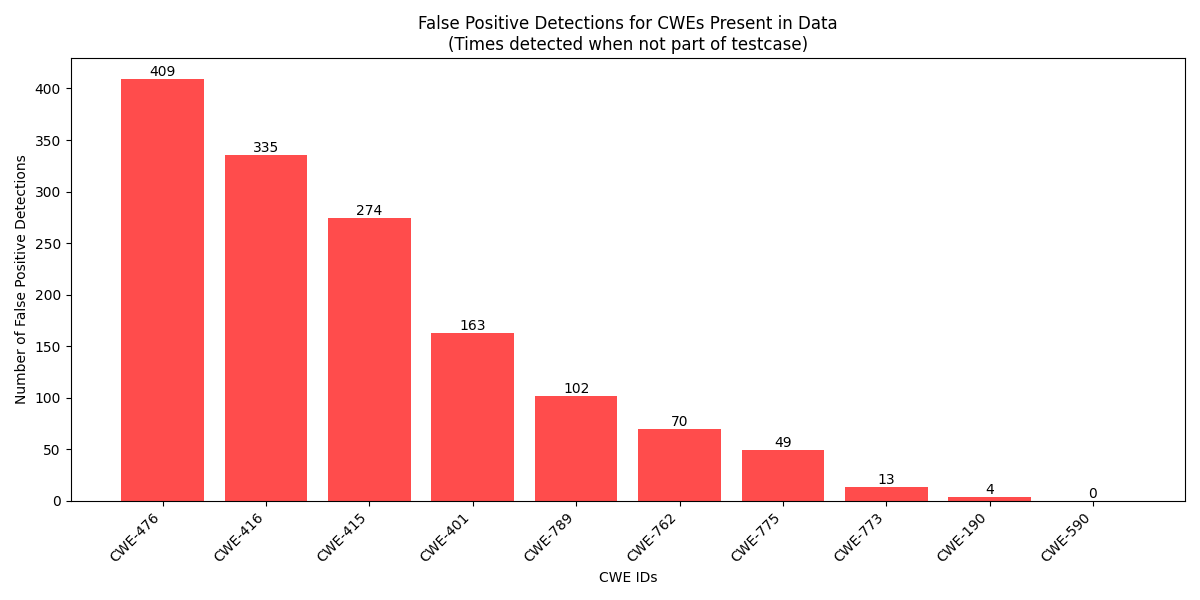 False Positive Detections for CWEs Present in Data
(Times detected when not part of testcase)
Number of False Positive Detections
400
350
300
250
200
150
100
50
0
409
335
274
163
102
70
49
13
4
0
CWE-476
CWE-416
CWE-415
CWE-401
CWE-789
CWE-762
CWE-775
CWE-773
CWE-190
CWE-590
CWE IDs